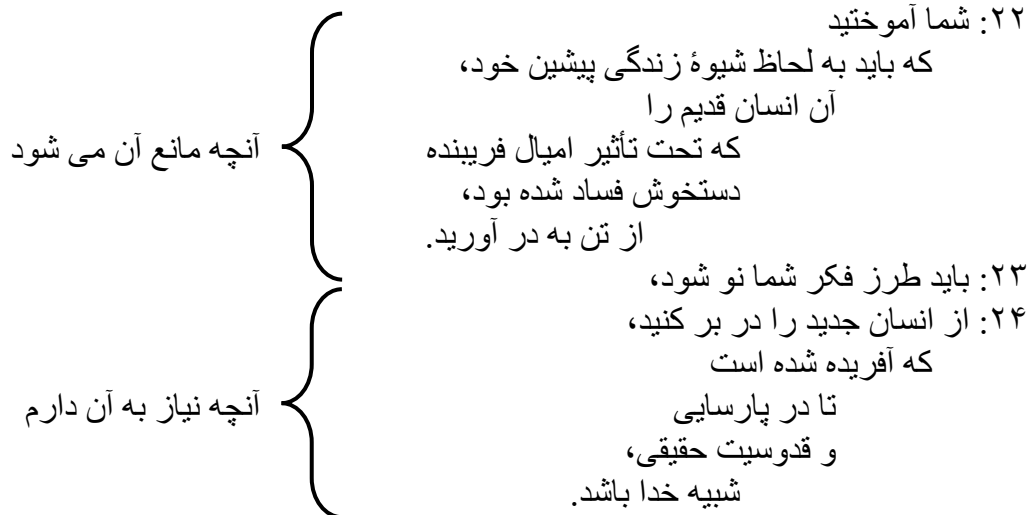 ۲۲: شما آموختید
که باید به لحاظ شیوۀ زندگی پیشین خود،
آن انسان قدیم را
که تحت تأثیر امیال فریبنده
دستخوش فساد شده بود،
از تن به در آورید.
آنچه مانع آن می شود
۲۳: باید طرز فکر شما نو شود،
۲۴: از انسان جدید را در بر کنید،
که آفریده شده است
تا در پارسایی
و قدوسیت حقیقی،
شبیه خدا باشد.
آنچه نیاز به آن دارم